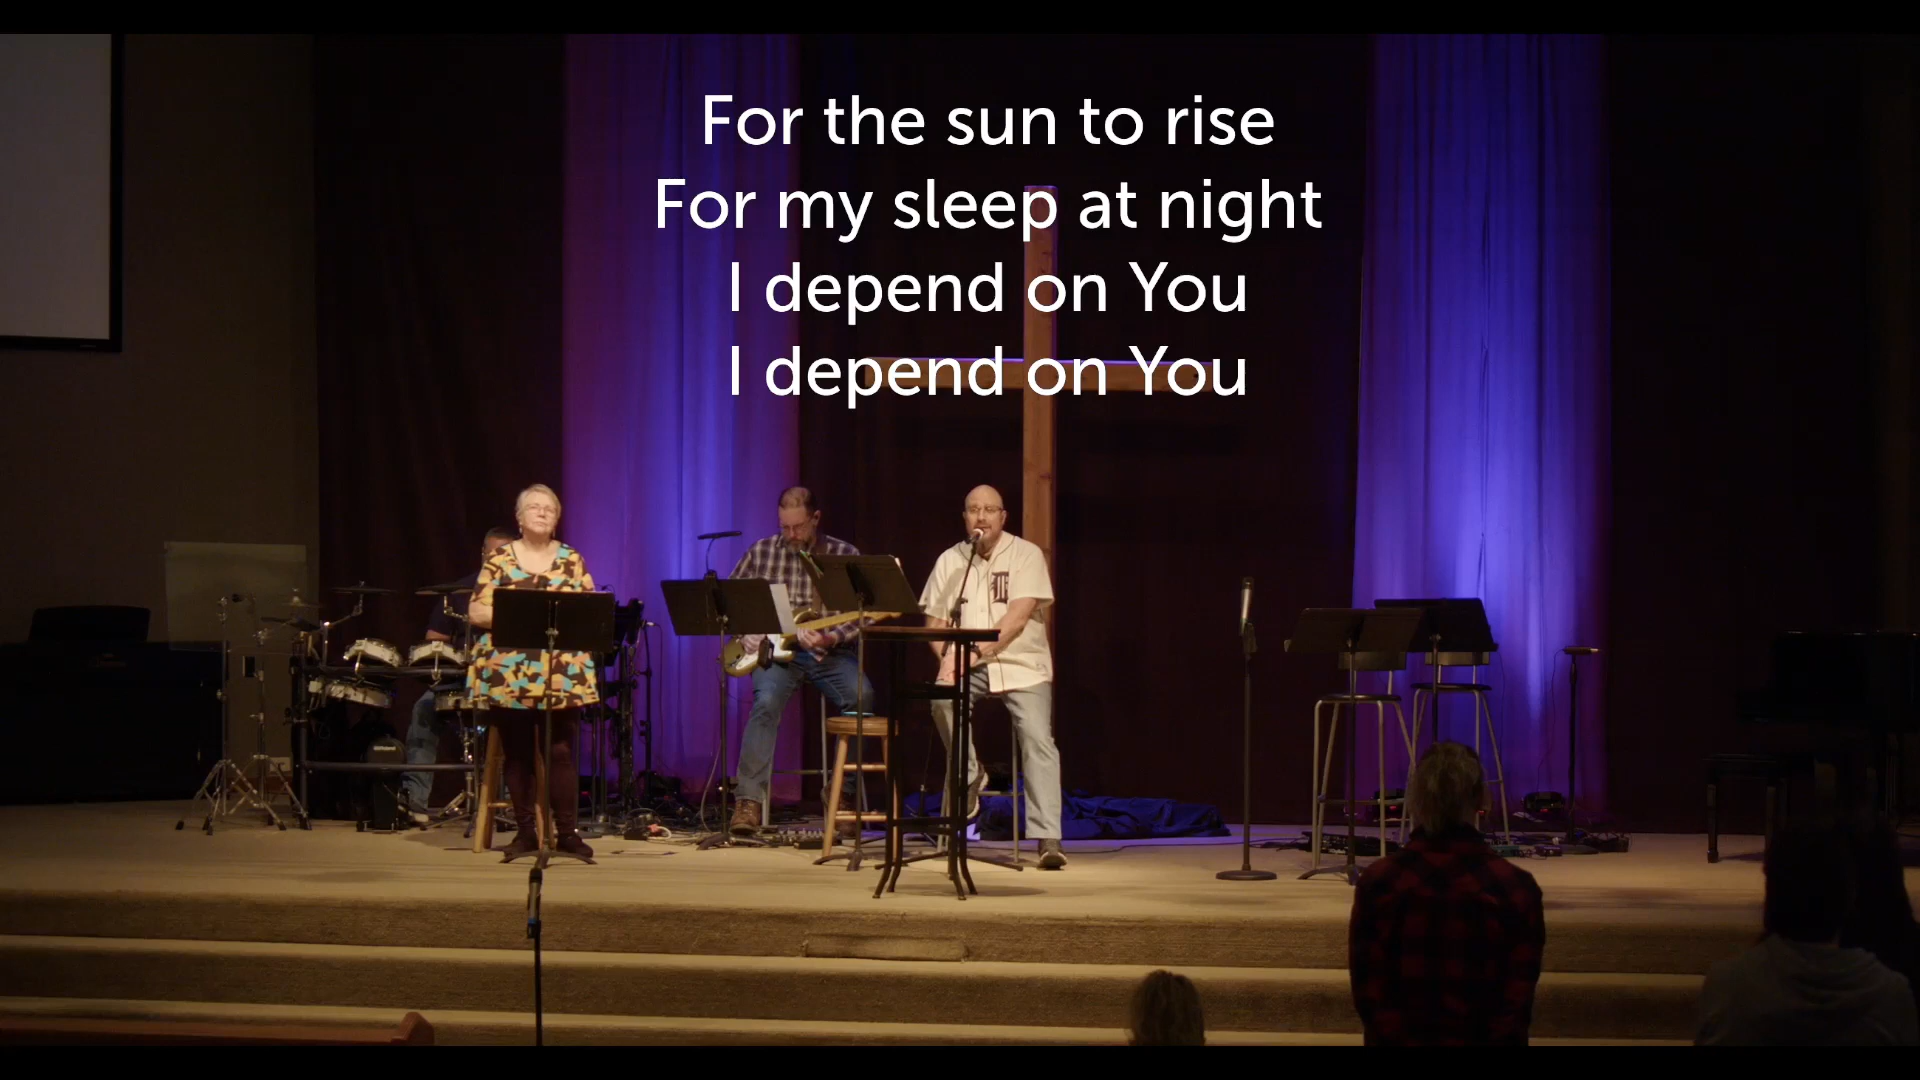 For the sun to rise
For my sleep at night
I depend on You
I depend on You